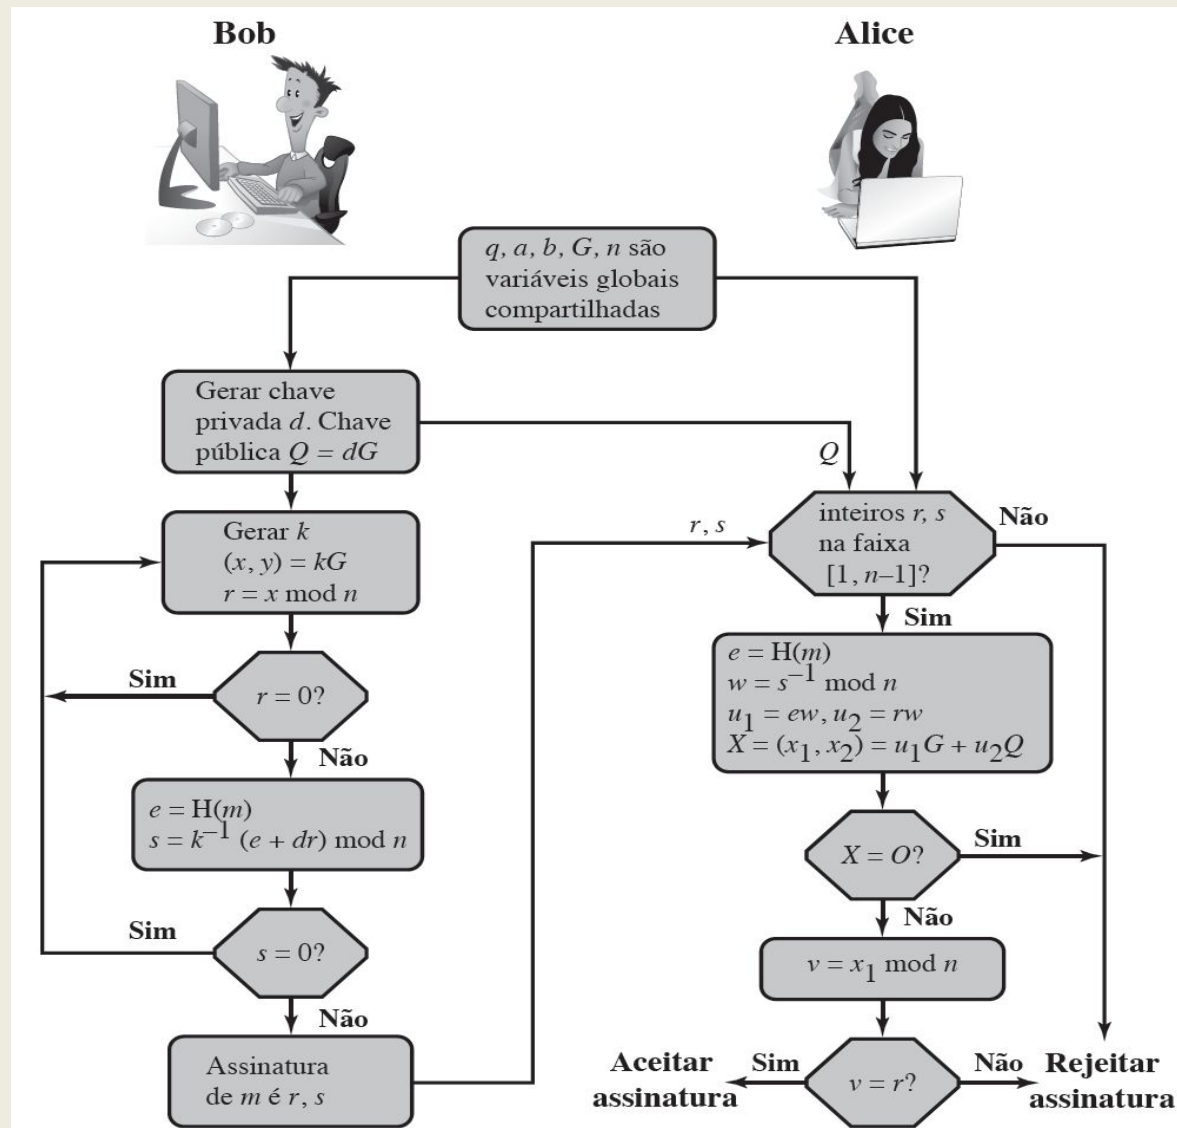 Bob
Alice
q, a, b, G, n são
variáveis globais
compartilhadas
Gerar chave
privada d. Chave
pública Q = dG
Q
Gerar k
(x, y) = kG
r = x mod n
r, s
inteiros r, s
na faixa
[1, n–1]?
Não
Sim
Sim
r = 0?
Não
e = H(m)
w = s⁻¹ mod n
u₁ = ew, u₂ = rw
X = (x₁, x₂) = u₁G + u₂Q
e = H(m)
s = k⁻¹ (e + dr) mod n
X = O?
Sim
Não
Sim
s = 0?
Não
v = x₁ mod n
Assinatura
de m é r, s
Aceitar
assinatura
Sim
v = r?
Não
Rejeitar
assinatura